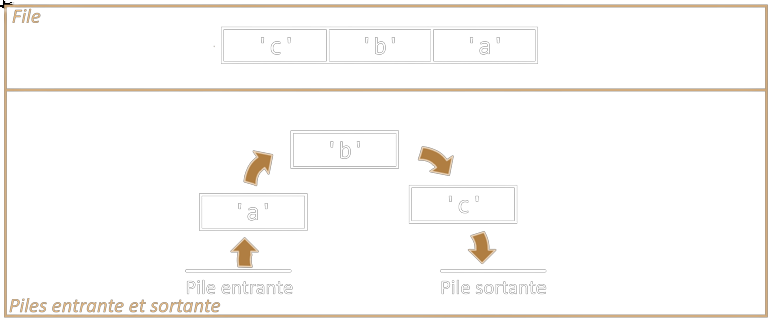 File
'c' 'b' 'a'
'b'
'a'
'c'
Pile entrante
Pile sortante
Piles entrante et sortante